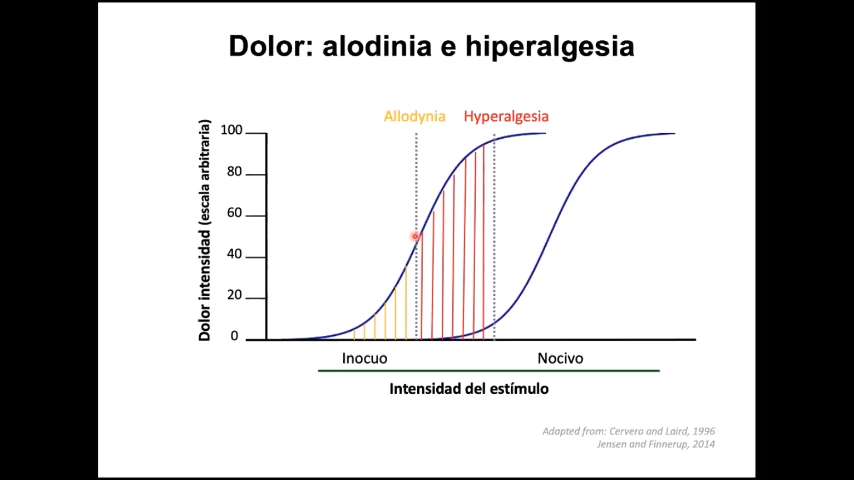 Dolor: alodinia e hiperalgesia
Allodynia
Hyperalgesia
Dolor intensidad (escala arbitraria)
100
80
60
40
20
0
Inocuo
Nocivo
Intensidad del estímulo
Adapted from: Cervero and Laird, 1996
Jensen and Finnerup, 2014